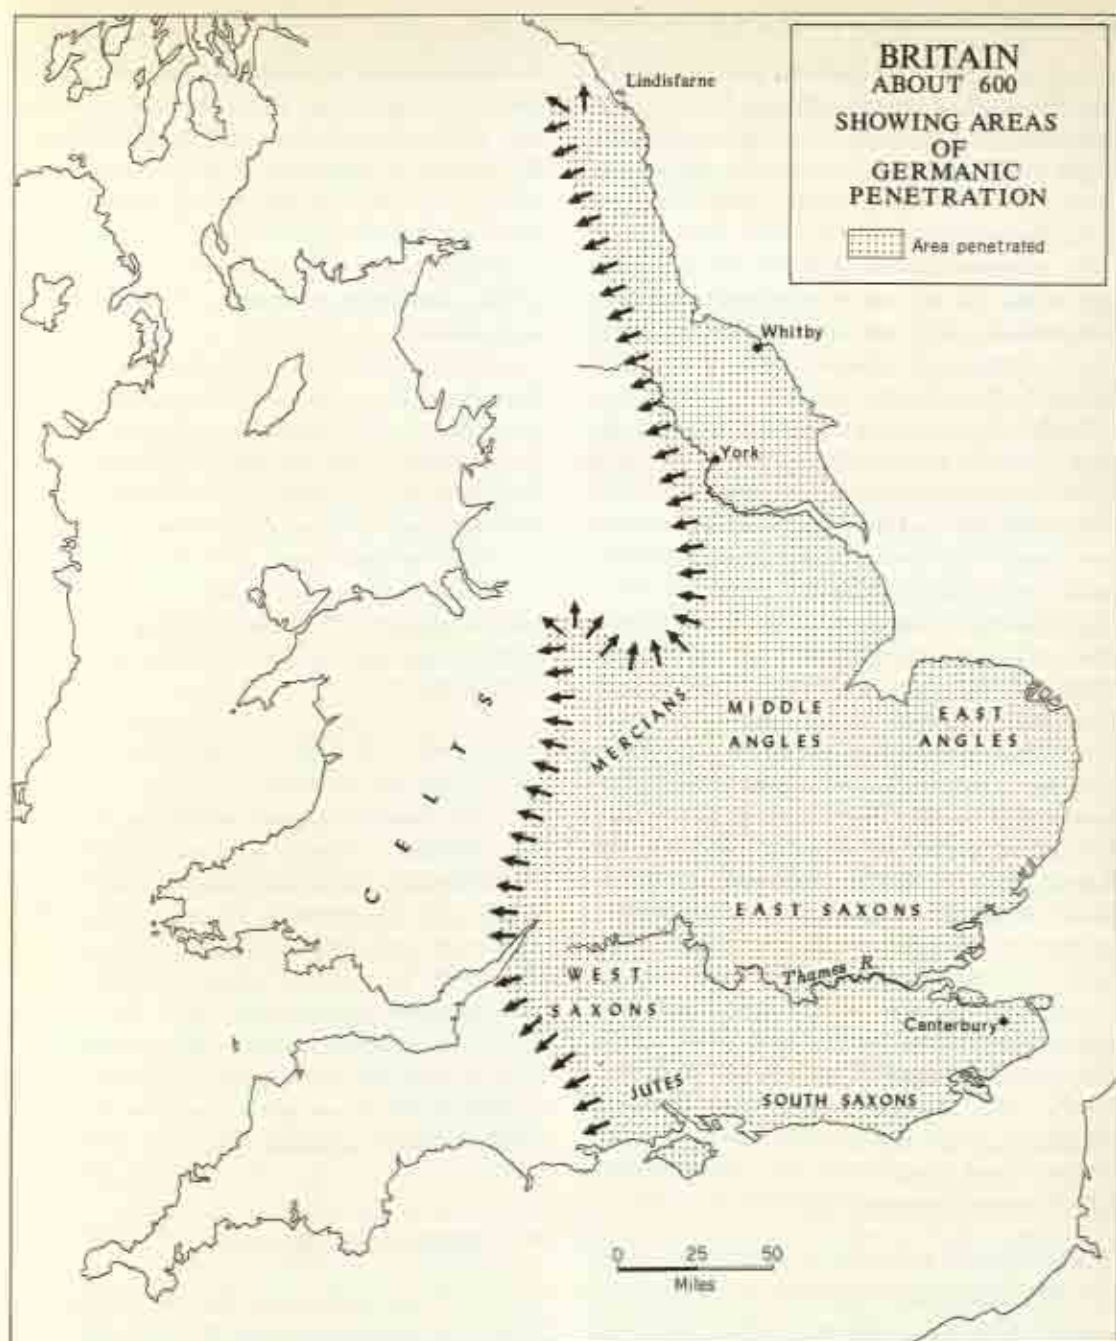 BRITAIN
ABOUT 600
SHOWING AREAS
OF
GERMANIC
PENETRATION
Area penetrated
Lindisfarne
Whitby
York
CELTS
MERCIANS
MIDDLE
ANGLES
EAST
ANGLES
EAST SAXONS
WEST
SAXONS
Thames R.
Canterbury
JUTES
SOUTH SAXONS
0 25 50
Miles